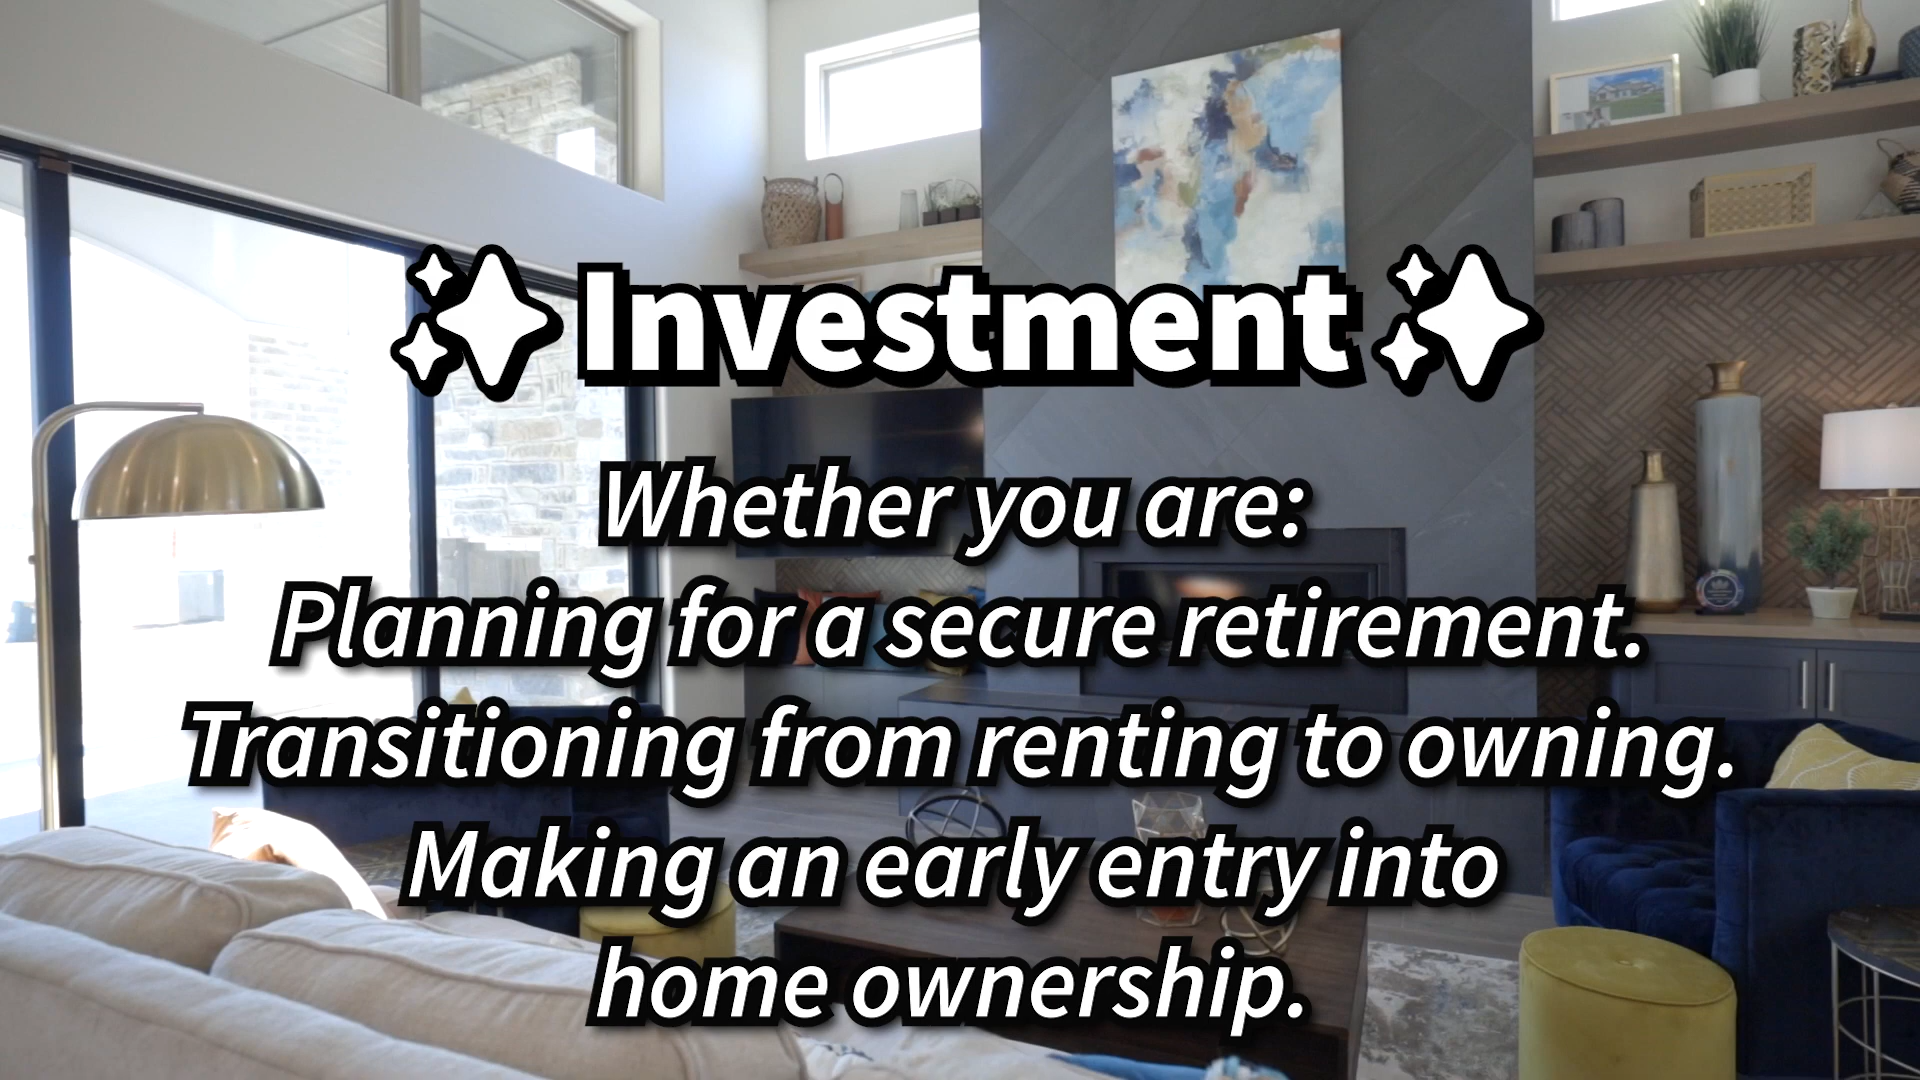 ✨ Investment ✨
Whether you are:
Planning for a secure retirement.
Transitioning from renting to owning.
Making an early entry into
home ownership.